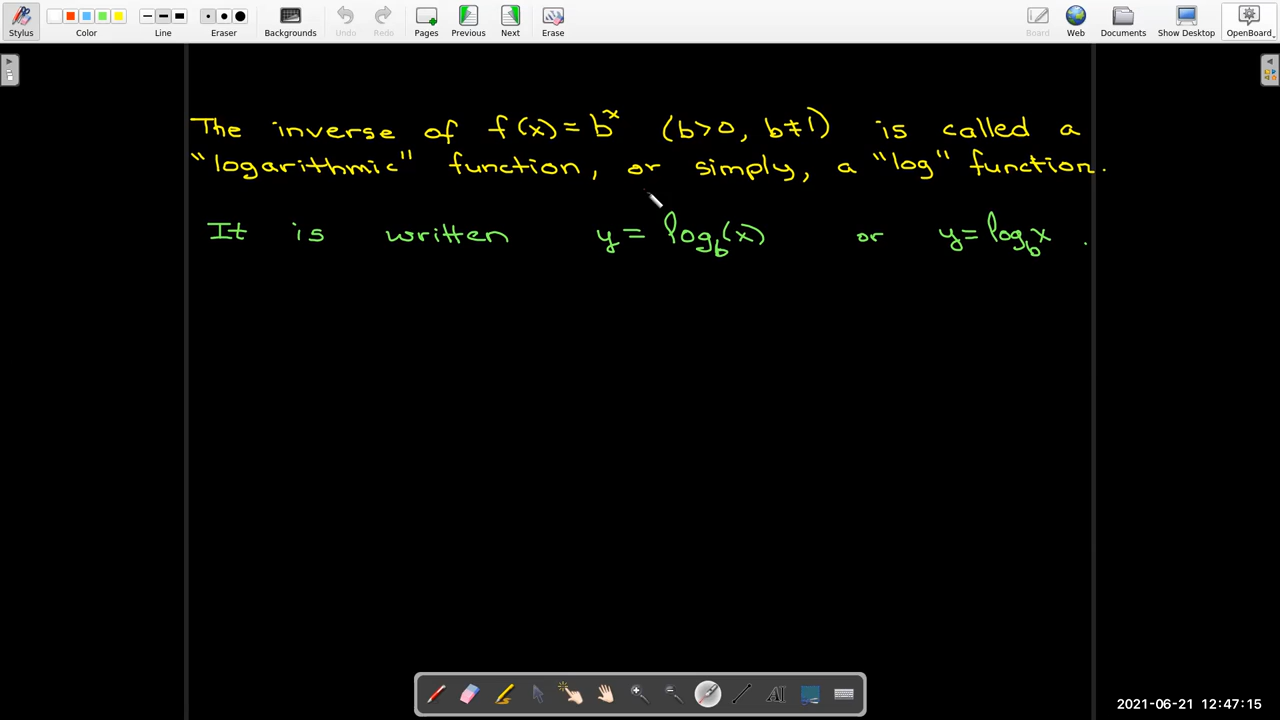 Stylus Color Line Eraser Backgrounds Undo Redo Pages Previous Next Erase Board Web Documents Show Desktop OpenBoard
The inverse of f(x) = b^x (b>0, b≠1) is called a
"logarithmic" function, or simply, a "log" function.
It is written y = log_b(x) or y = log_b x .
2021-06-21 12:47:15